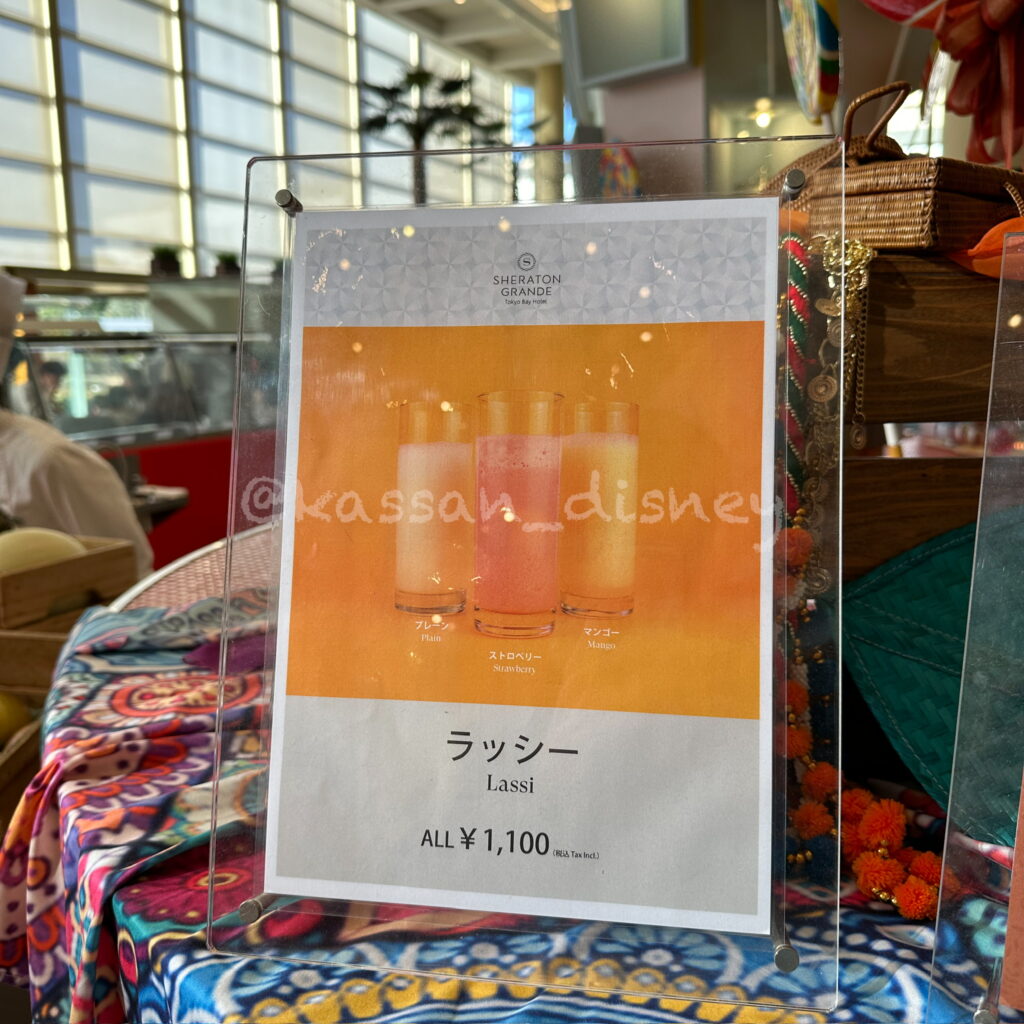 SHERATON
GRANDE
Tokyo Bay Hotel
@kassan_disney
プレーン
Plain
マンゴー
Mango
ストロベリー
Strawberry
ラッシー
Lassi
ALL ¥ 1,100 (税込 Tax Incl.)